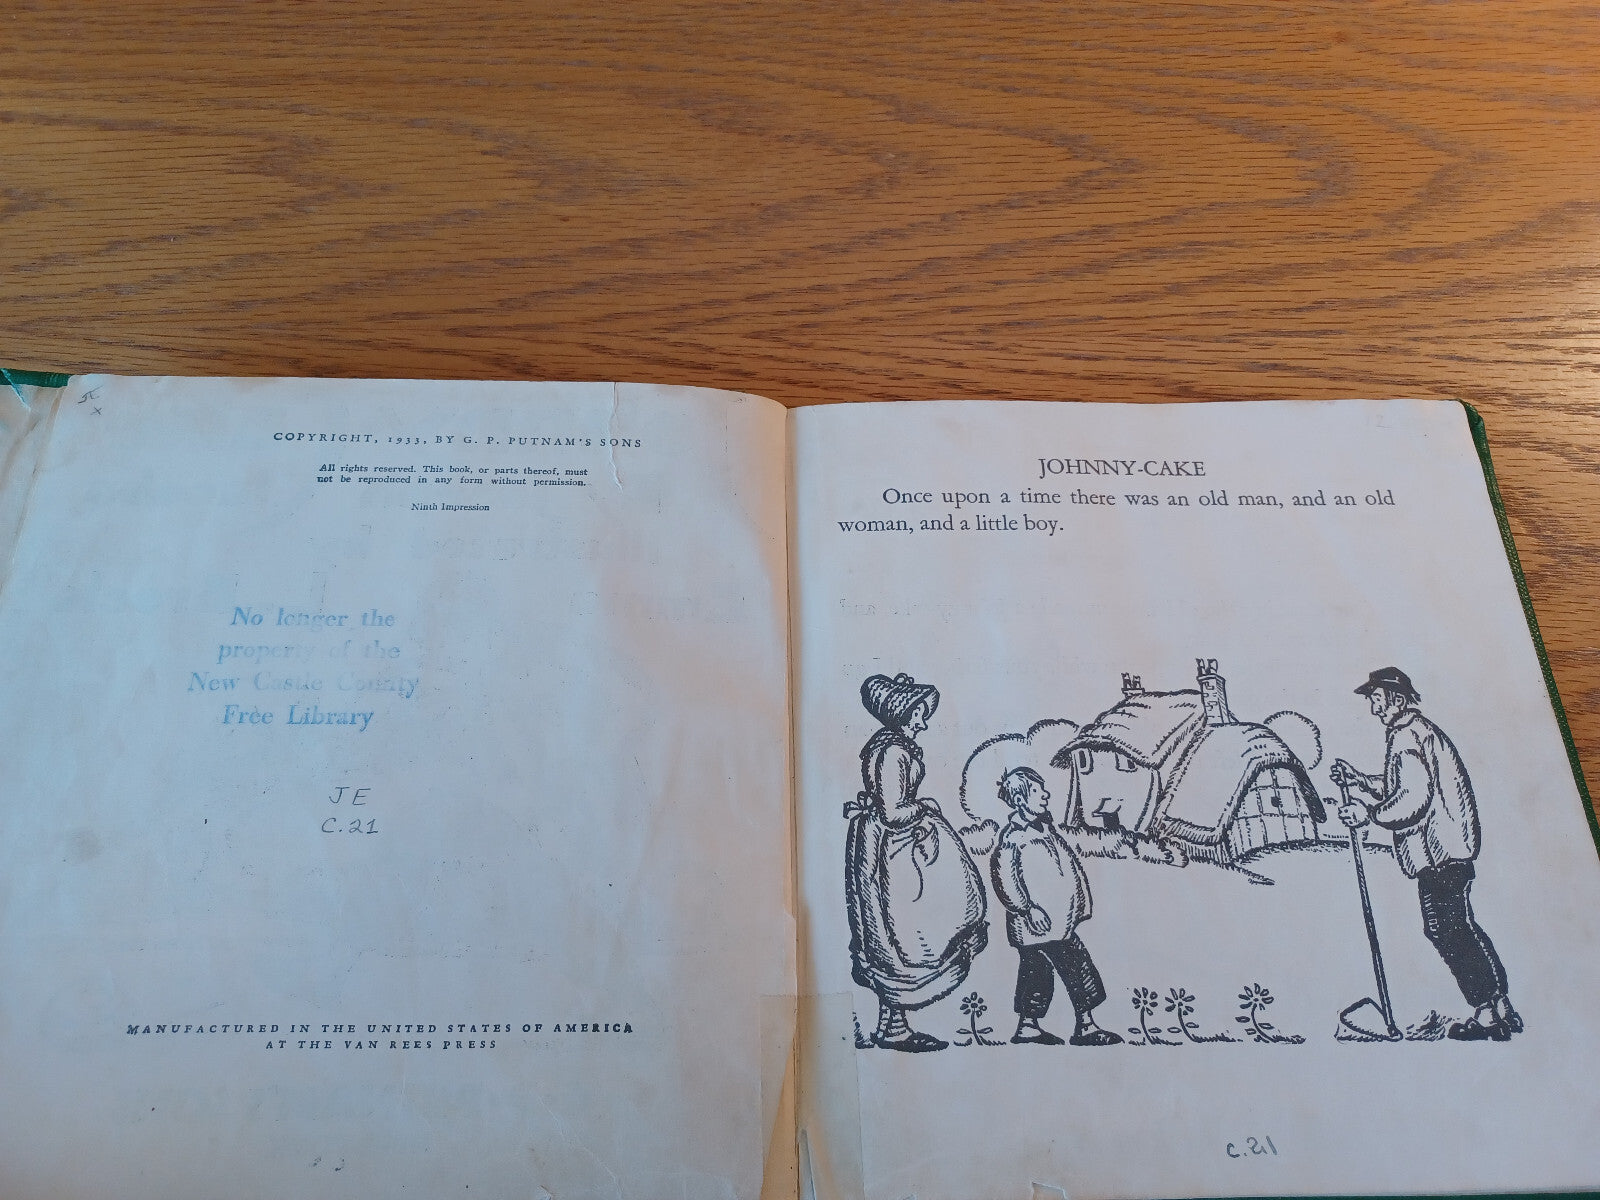 COPYRIGHT, 1933, BY G. P. PUTNAM'S SONS
All rights reserved. This book, or parts thereof, must
not be reproduced in any form without permission.
Ninth Impression
No longer the
property of the
New Castle County
Free Library
JE
C.21
MANUFACTURED IN THE UNITED STATES OF AMERICA
AT THE VAN REES PRESS
JOHNNY-CAKE
Once upon a time there was an old man, and an old
woman, and a little boy.
C.21